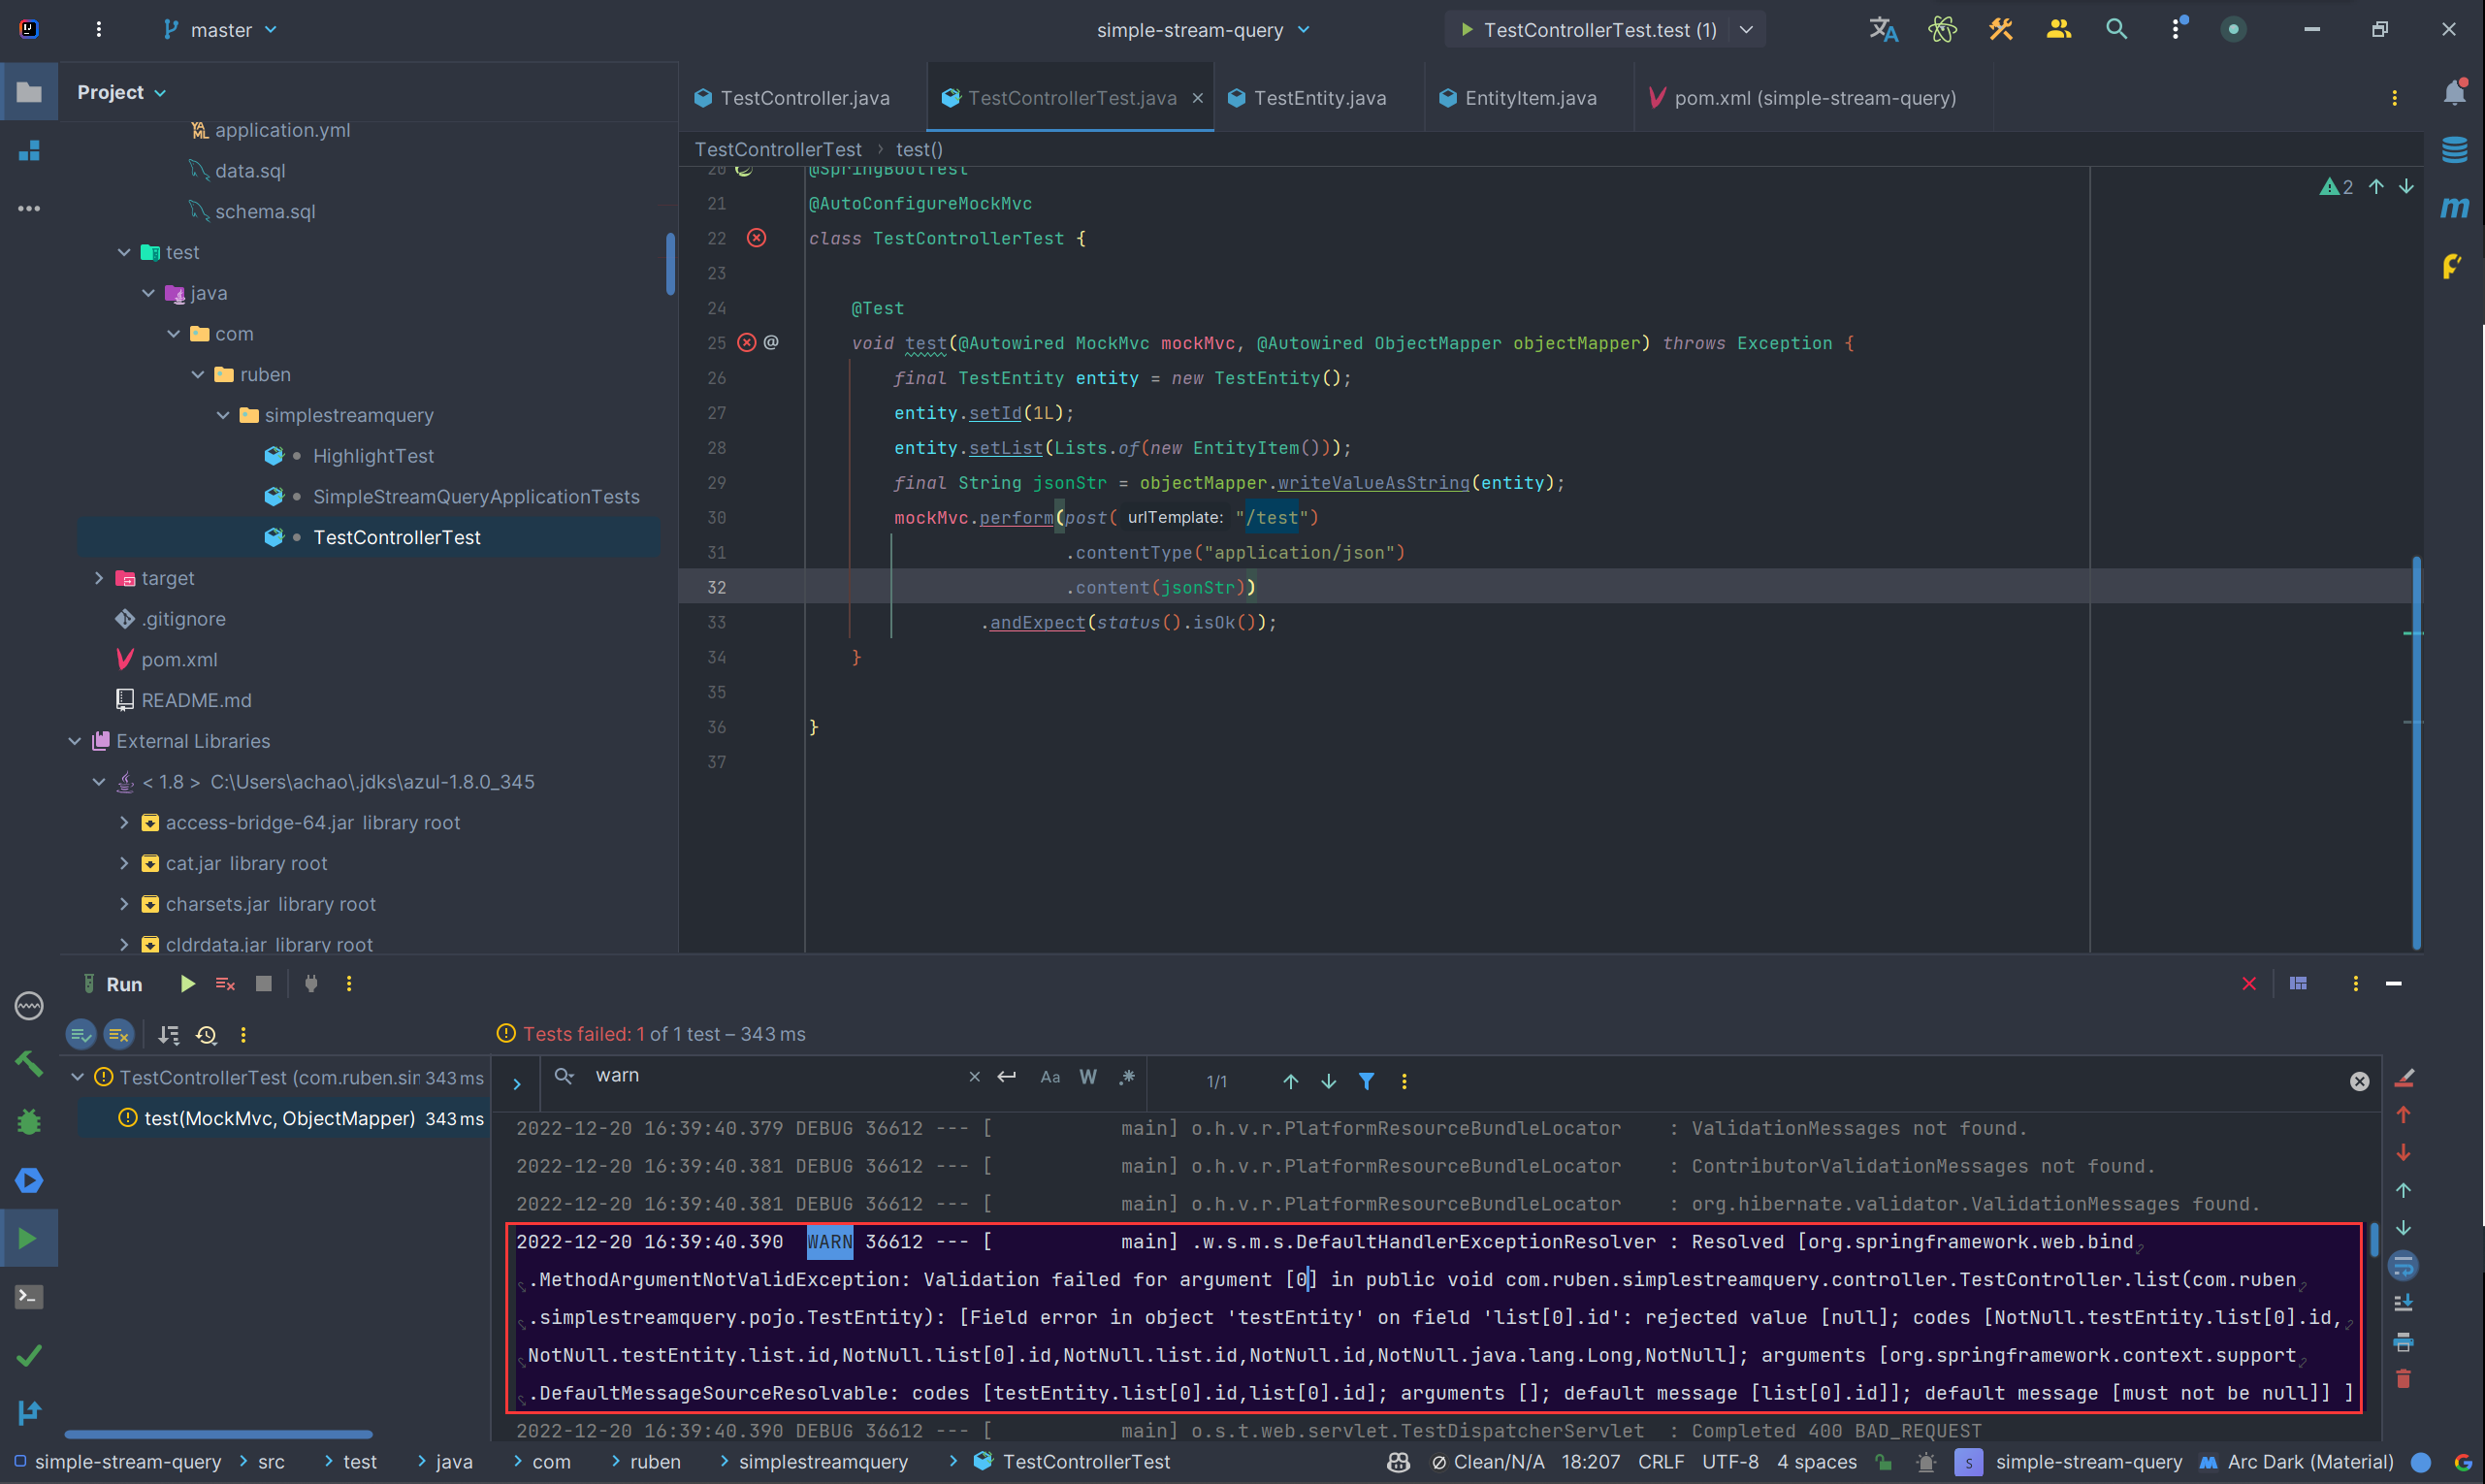 master
simple-stream-query
TestControllerTest.test (1)
Project
application.yml
data.sql
schema.sql
test
java
com
ruben
simplestreamquery
HighlightTest
SimpleStreamQueryApplicationTests
TestControllerTest
target
.gitignore
pom.xml
README.md
External Libraries
< 1.8 > C:\Users\achao\.jdks\azul-1.8.0_345
access-bridge-64.jar library root
cat.jar library root
charsets.jar library root
cldrdata.jar library root
TestController.java
TestControllerTest.java
TestEntity.java
EntityItem.java
pom.xml (simple-stream-query)
TestControllerTest > test()
2
20 @SpringBootTest
21 @AutoConfigureMockMvc
22 class TestControllerTest {
23
24 @Test
25 @ void test(@Autowired MockMvc mockMvc, @Autowired ObjectMapper objectMapper) throws Exception {
26 final TestEntity entity = new TestEntity();
27 entity.setId(1L);
28 entity.setList(Lists.of(new EntityItem()));
29 final String jsonStr = objectMapper.writeValueAsString(entity);
30 mockMvc.perform(post( urlTemplate: "/test")
31 .contentType("application/json")
32 .content(jsonStr))
33 .andExpect(status().isOk());
34 }
35
36 }
37
Run
Tests failed: 1 of 1 test – 343 ms
TestControllerTest (com.ruben.sir 343 ms
test(MockMvc, ObjectMapper) 343 ms
warn
Aa W .* 1/1
2022-12-20 16:39:40.379 DEBUG 36612 --- [ main] o.h.v.r.PlatformResourceBundleLocator : ValidationMessages not found.
2022-12-20 16:39:40.381 DEBUG 36612 --- [ main] o.h.v.r.PlatformResourceBundleLocator : ContributorValidationMessages not found.
2022-12-20 16:39:40.381 DEBUG 36612 --- [ main] o.h.v.r.PlatformResourceBundleLocator : org.hibernate.validator.ValidationMessages found.
2022-12-20 16:39:40.390 WARN 36612 --- [ main] .w.s.m.s.DefaultHandlerExceptionResolver : Resolved [org.springframework.web.bind
.MethodArgumentNotValidException: Validation failed for argument [0] in public void com.ruben.simplestreamquery.controller.TestController.list(com.ruben
.simplestreamquery.pojo.TestEntity): [Field error in object 'testEntity' on field 'list[0].id': rejected value [null]; codes [NotNull.testEntity.list[0].id,
NotNull.testEntity.list.id,NotNull.list[0].id,NotNull.list.id,NotNull.id,NotNull.java.lang.Long,NotNull]; arguments [org.springframework.context.support
.DefaultMessageSourceResolvable: codes [testEntity.list[0].id,list[0].id]; arguments []; default message [list[0].id]]; default message [must not be null]] ]
2022-12-20 16:39:40.390 DEBUG 36612 --- [ main] o.s.t.web.servlet.TestDispatcherServlet : Completed 400 BAD_REQUEST
simple-stream-query > src > test > java > com > ruben > simplestreamquery > TestControllerTest
Clean/N/A 18:207 CRLF UTF-8 4 spaces S simple-stream-query Arc Dark (Material)